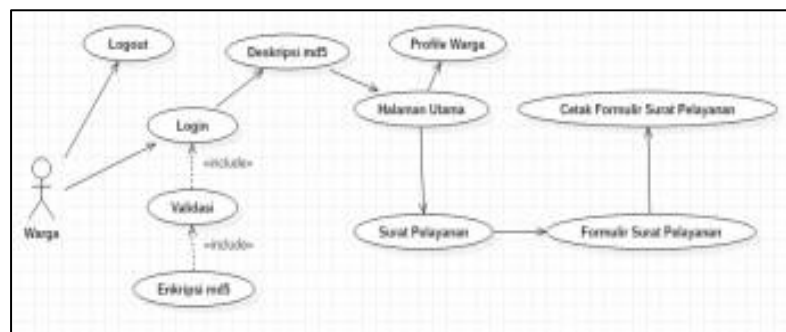 Logout
Deskripsi md5
Profile Warga
Halaman Utama
Cetak Formulir Surat Pelayanan
Login
«include»
Validasi
Warga
Surat Pelayanan
Formulir Surat Pelayanan
«include»
Enkripsi md5